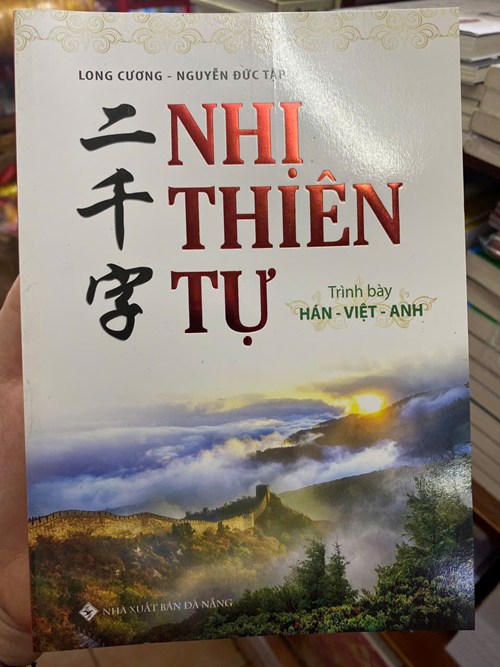 LONG CƯƠNG - NGUYỄN ĐỨC TẬP
二千字
NHỊ
THIÊN
TỰ
Trình bày
HÁN - VIỆT - ANH
NHÀ XUẤT BẢN ĐÀ NẴNG